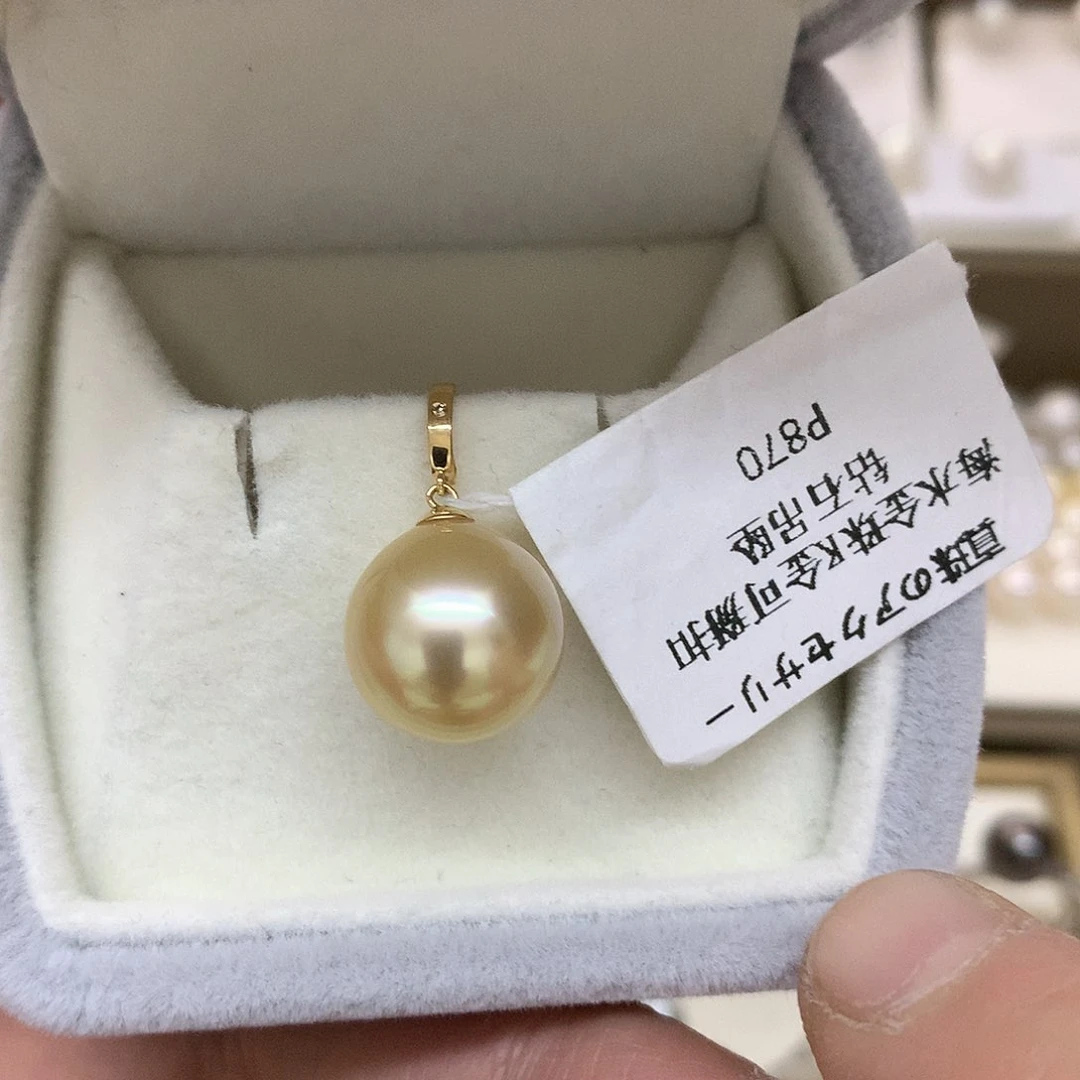 真珠のアクセサリー
海水金珠K金可掰扣
钻石吊坠
P870